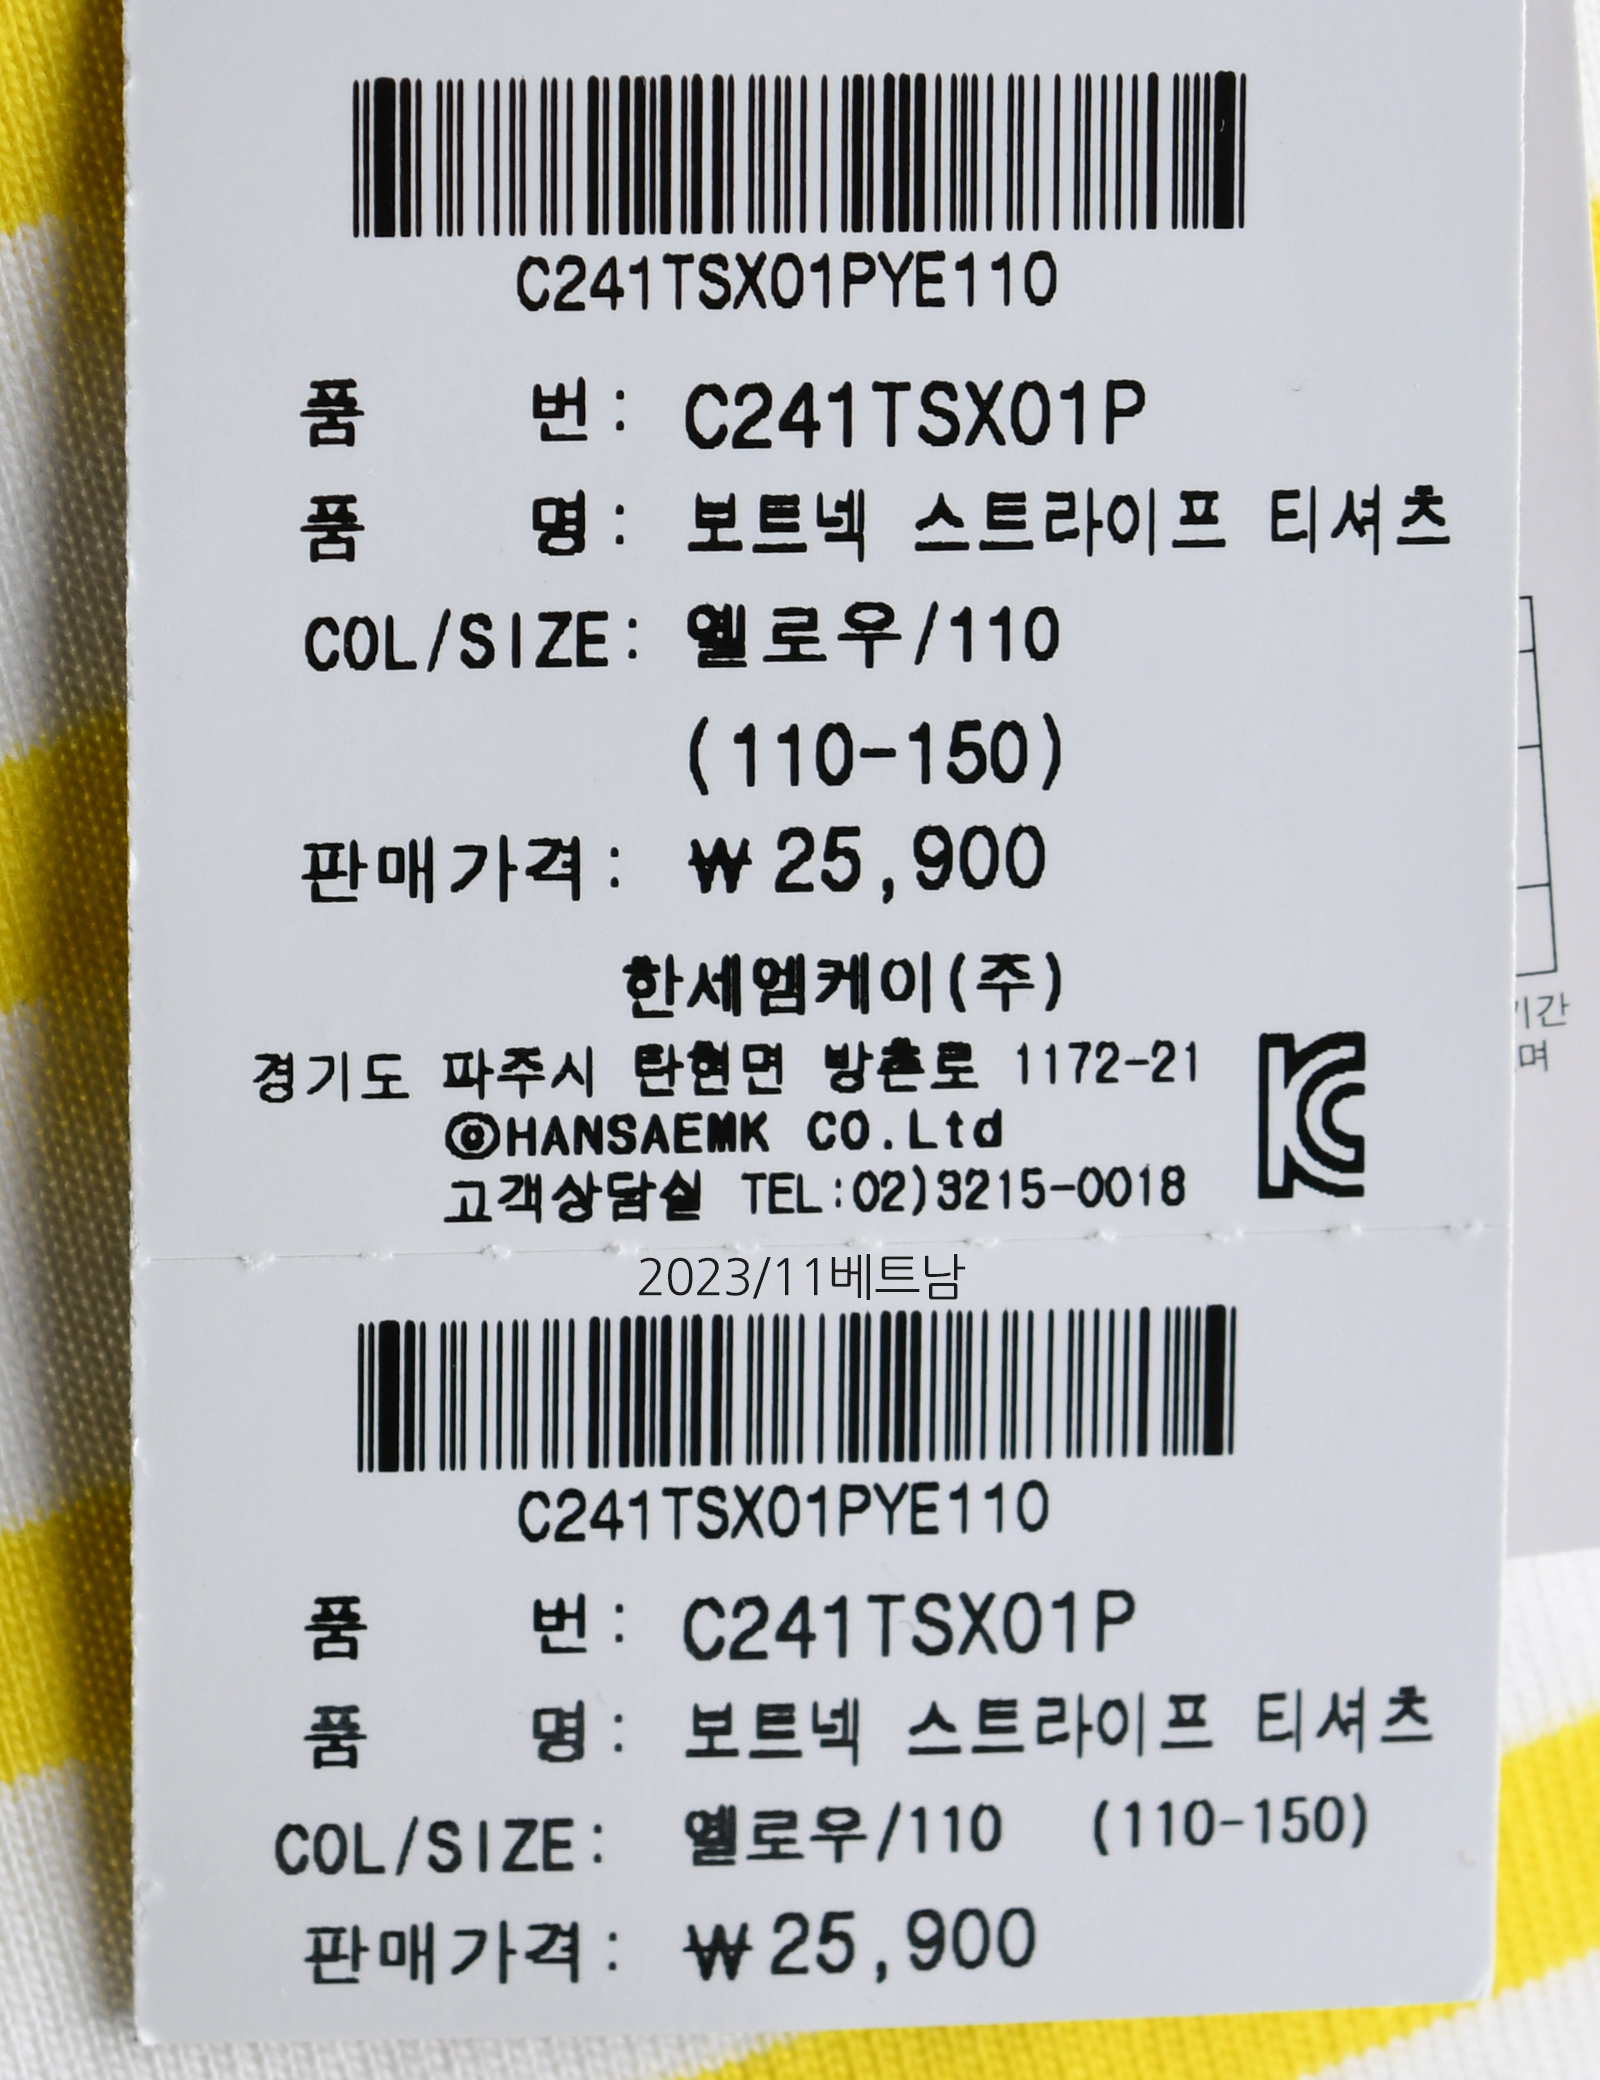 C241TSX01PYE110
품 번: C241TSX01P
품 명: 보트넥 스트라이프 티셔츠
COL/SIZE: 옐로우/110
(110-150)
판매가격: ₩25,900
한세엠케이(주)
경기도 파주시 탄현면 방촌로 1172-21
ⓒHANSAEMK CO.Ltd
고객상담실 TEL:02)3215-0018
KC
기간
며
2023/11베트남
C241TSX01PYE110
품 번: C241TSX01P
품 명: 보트넥 스트라이프 티셔츠
COL/SIZE: 옐로우/110 (110-150)
판매가격: ₩25,900